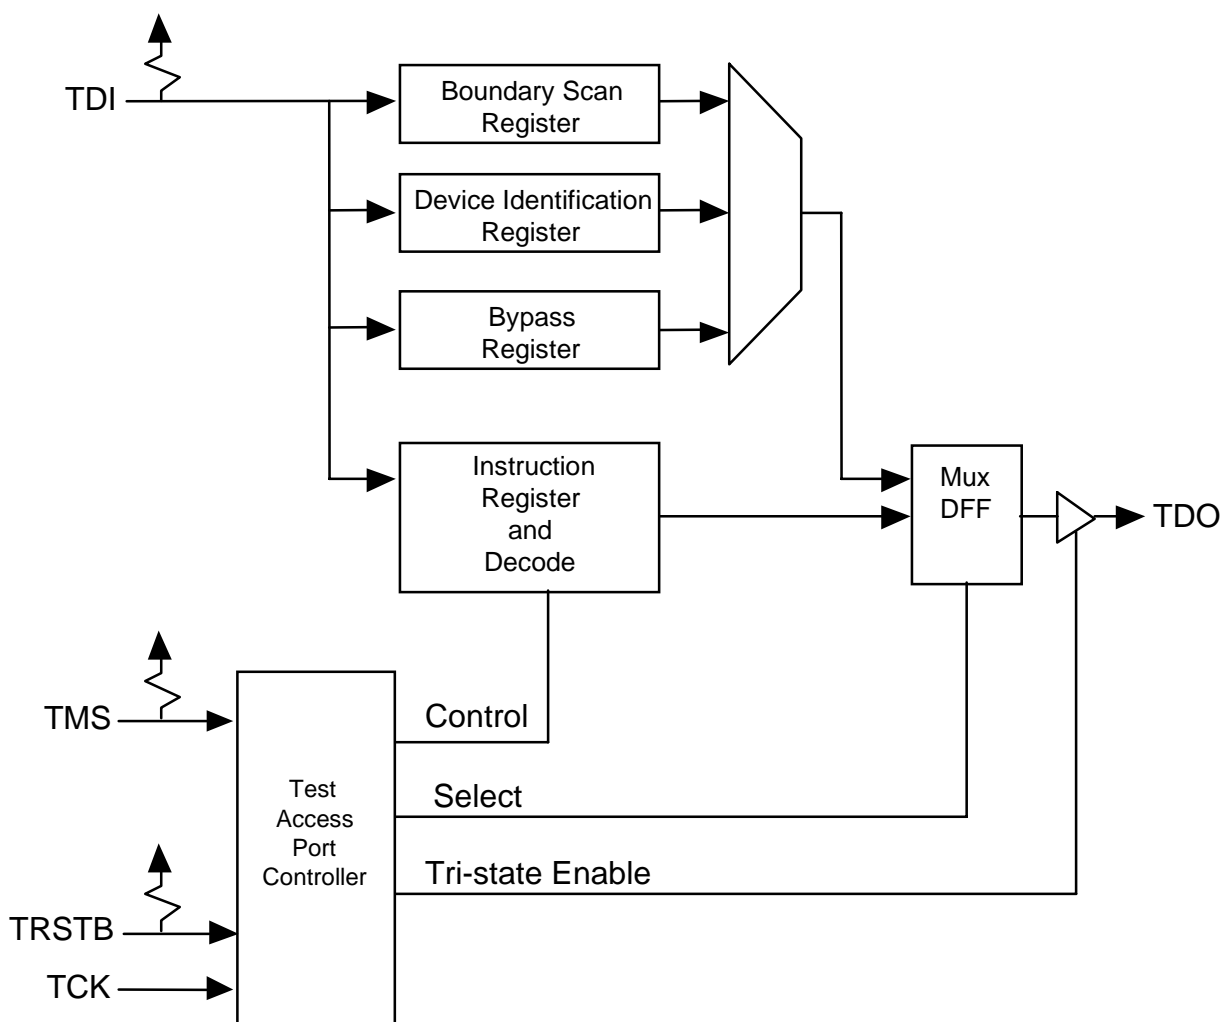 TDI
Boundary Scan
Register
Device Identification
Register
Bypass
Register
Instruction
Register
and
Decode
Mux
DFF
TDO
TMS
Control
Test
Access
Port
Controller
Select
Tri-state Enable
TRSTB
TCK